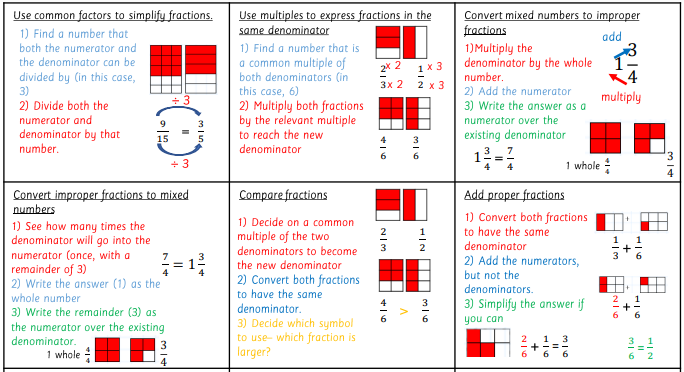 Use common factors to simplify fractions.
1) Find a number that
both the numerator and
the denominator can be
divided by (in this case,
3)
2) Divide both the
numerator and
denominator by that
number.
÷ 3
9/15 = 3/5
÷ 3
Use multiples to express fractions in the
same denominator
1) Find a number that is
a common multiple of
both denominators (in
this case, 6)
2) Multiply both fractions
by the relevant multiple
to reach the new
denominator
2/3 x 2 x 2
1/2 x 3 x 3
4/6 3/6
Convert mixed numbers to improper
fractions
1)Multiply the
denominator by the whole
number.
2) Add the numerator
3) Write the answer as a
numerator over the
existing denominator
add
1 3/4
multiply
1 3/4 = 7/4
1 whole 4/4
3/4
Convert improper fractions to mixed
numbers
1) See how many times the
denominator will go into the
numerator (once, with a
remainder of 3)
2) Write the answer (1) as the
whole number
3) Write the remainder (3) as
the numerator over the existing
denominator.
7/4 = 1 3/4
1 whole 4/4
3/4
Compare fractions
1) Decide on a common
multiple of the two
denominators to become
the new denominator
2) Convert both fractions
to have the same
denominator.
3) Decide which symbol
to use- which fraction is
larger?
2/3 1/2
4/6 > 3/6
Add proper fractions
1) Convert both fractions
to have the same
denominator
2) Add the numerators,
but not the
denominators.
3) Simplify the answer if
you can
+
1/3 + 1/6
+
2/6 + 1/6
2/6 + 1/6 = 3/6
3/6 = 1/2